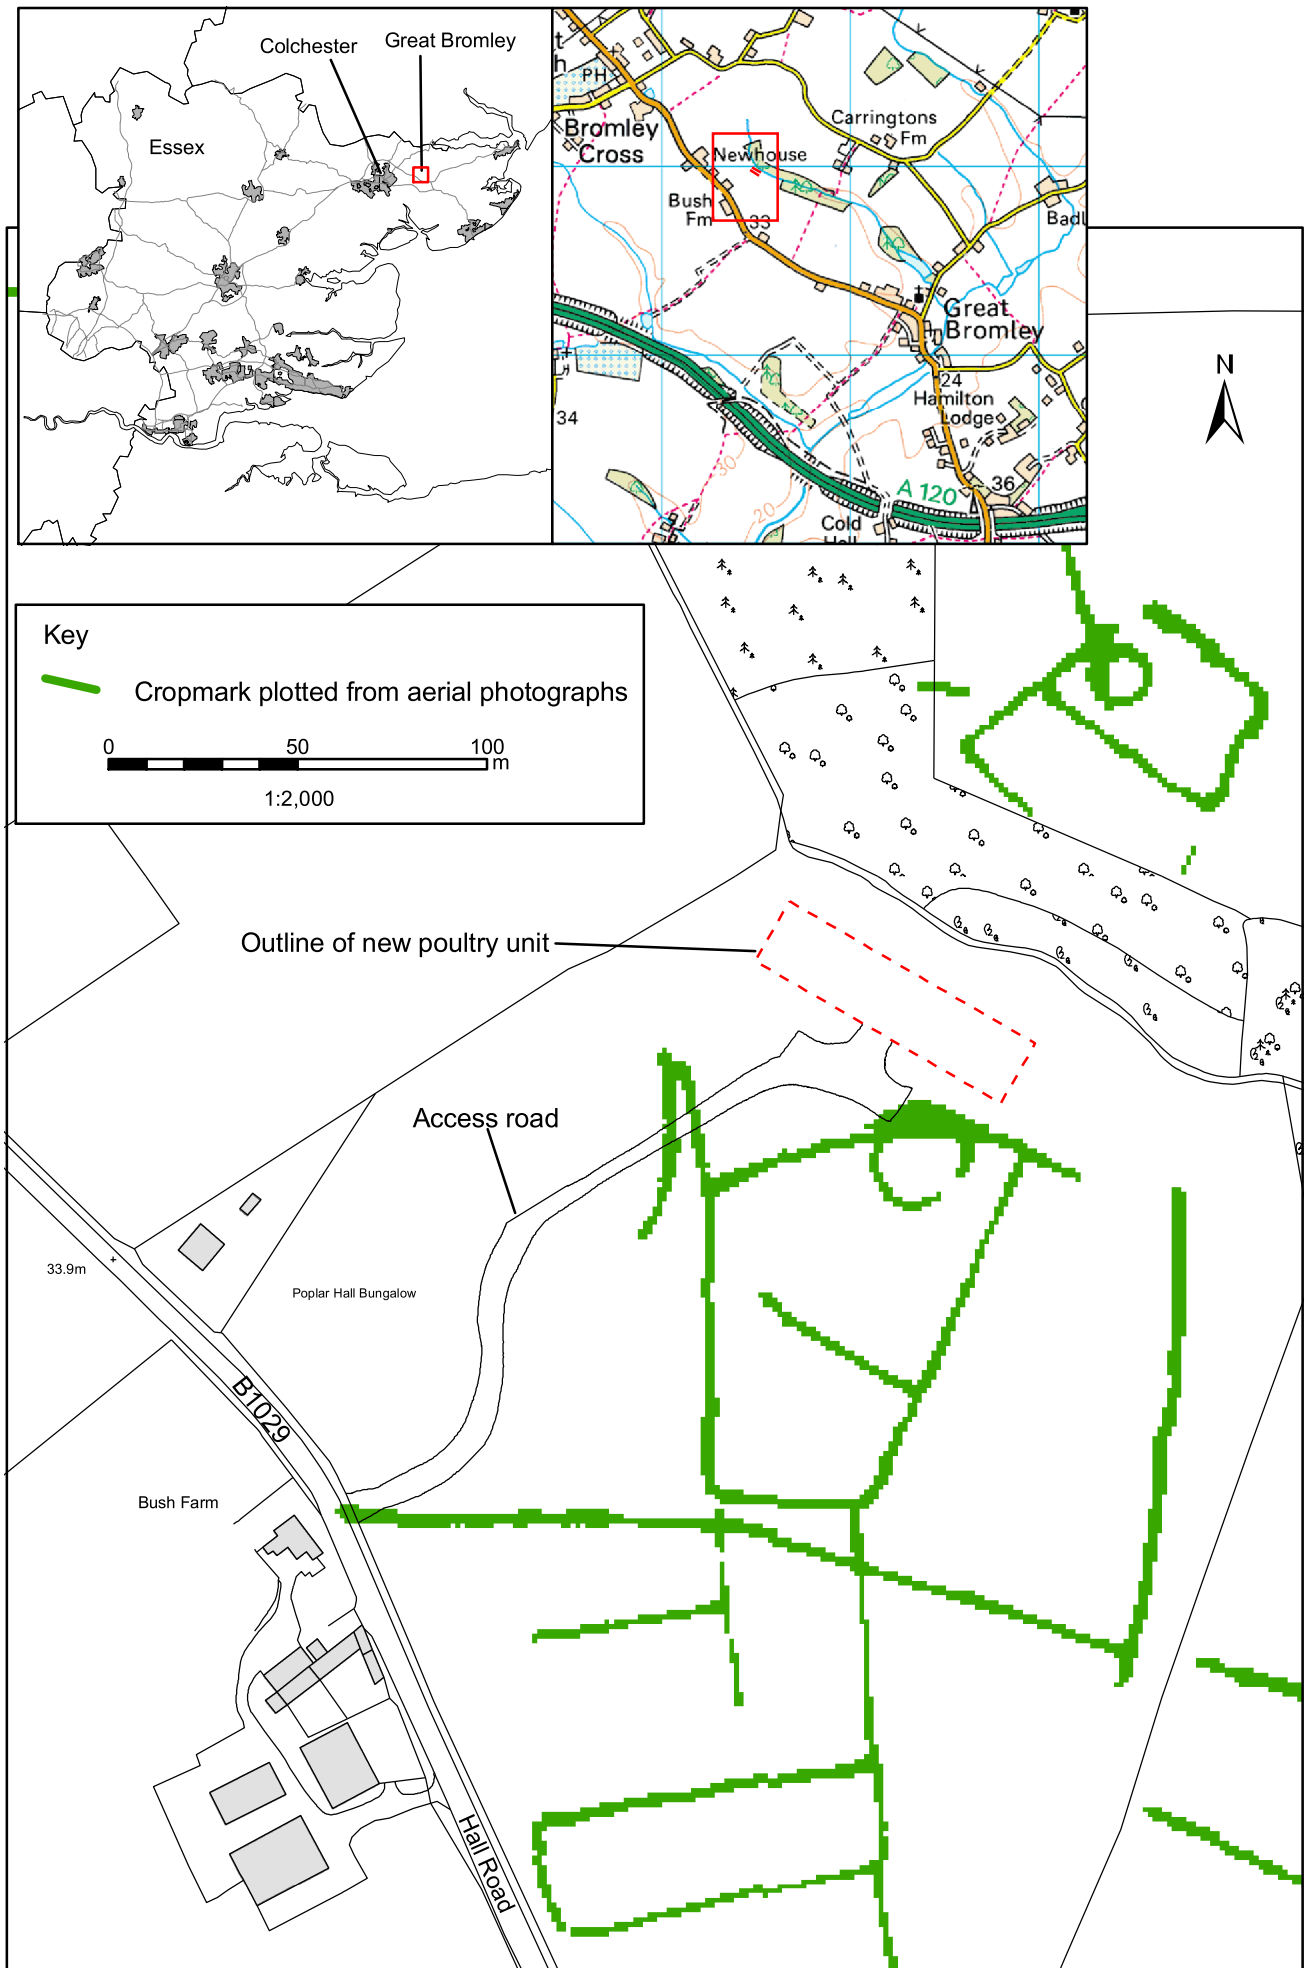 Colchester
Great Bromley
Essex
PH
Bromley
Cross
Carringtons
Fm
Newhouse
Bush
Fm
33
Badl
Great
Bromley
24
Hamilton
Lodge
34
30
20
A 120
36
Cold
N
Key
Cropmark plotted from aerial photographs
0 50 100
m
1:2,000
Outline of new poultry unit
Access road
33.9m
Poplar Hall Bungalow
B1029
Bush Farm
Hall Road